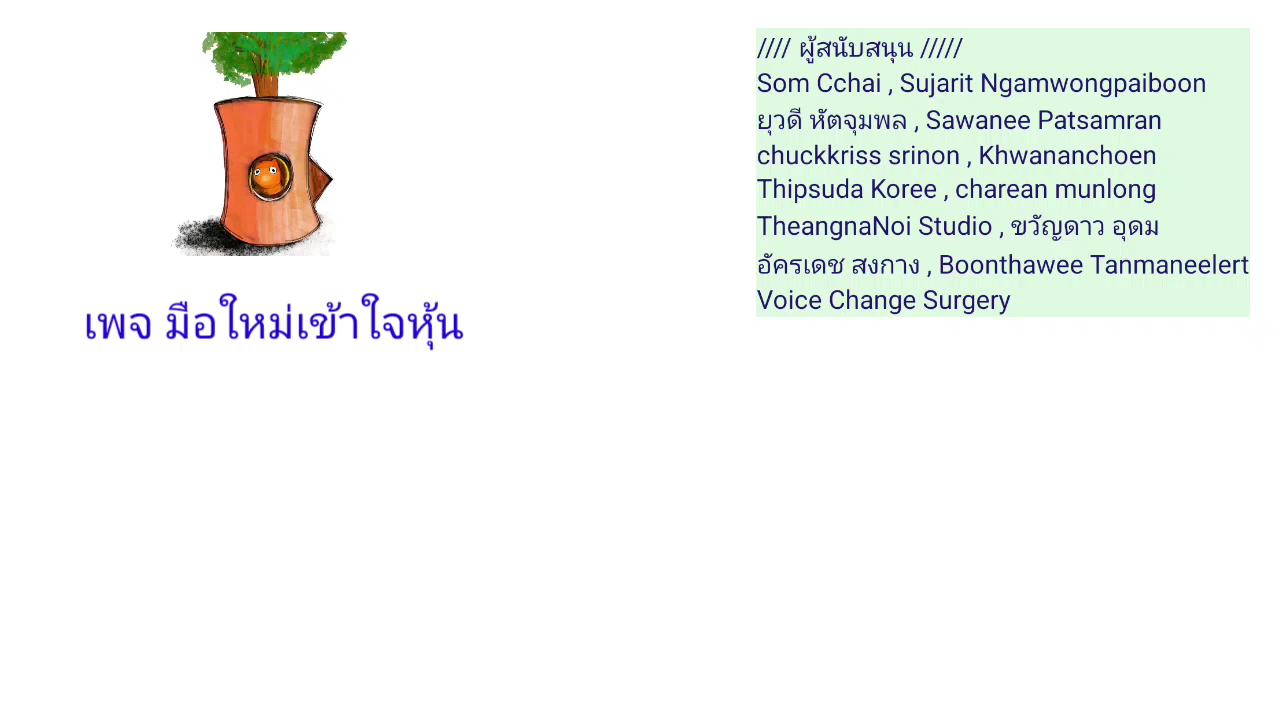 เพจ มือใหม่เข้าใจหุ้น
//// ผู้สนับสนุน /////
Som Cchai , Sujarit Ngamwongpaiboon
ยุวดี หัตจุมพล , Sawanee Patsamran
chuckkriss srinon , Khwananchoen
Thipsuda Koree , charean munlong
TheangnaNoi Studio , ขวัญดาว อุดม
อัครเดช สงกาง , Boonthawee Tanmaneelert
Voice Change Surgery